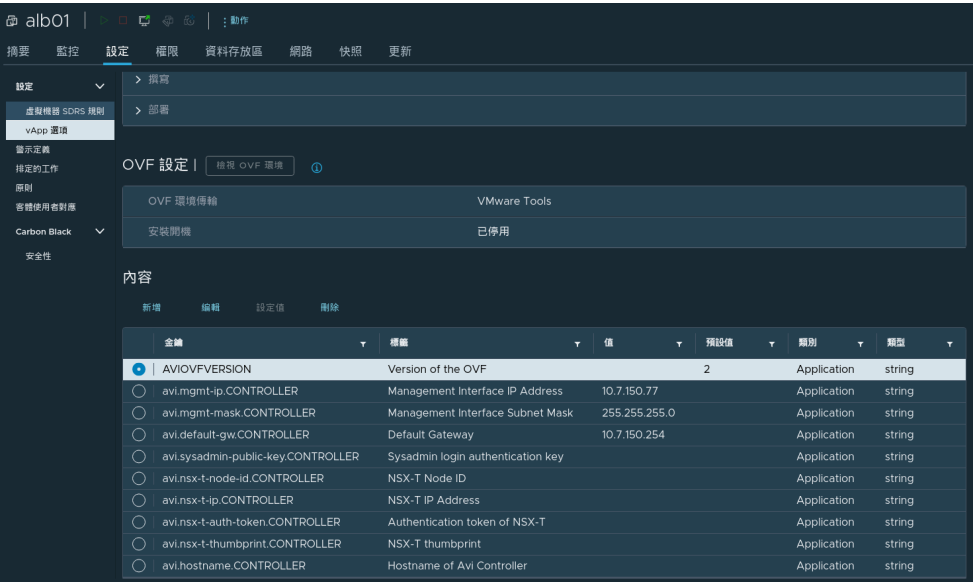 alb01 動作
摘要 監控 設定 權限 資料存放區 網路 快照 更新
設定
虛擬機器 SDRS 規則
vApp 選項
警示定義
排定的工作
原則
客體使用者對應
Carbon Black
安全性
撰寫
部署
OVF 設定 | 檢視 OVF 環境
OVF 環境傳輸 VMware Tools
安裝開機 已停用
內容
新增 編輯 設定值 刪除
金鑰 標籤 值 預設值 類別 類型
AVIOVFVERSION Version of the OVF 2 Application string
avi.mgmt-ip.CONTROLLER Management Interface IP Address 10.7.150.77 Application string
avi.mgmt-mask.CONTROLLER Management Interface Subnet Mask 255.255.255.0 Application string
avi.default-gw.CONTROLLER Default Gateway 10.7.150.254 Application string
avi.sysadmin-public-key.CONTROLLER Sysadmin login authentication key Application string
avi.nsx-t-node-id.CONTROLLER NSX-T Node ID Application string
avi.nsx-t-ip.CONTROLLER NSX-T IP Address Application string
avi.nsx-t-auth-token.CONTROLLER Authentication token of NSX-T Application string
avi.nsx-t-thumbprint.CONTROLLER NSX-T thumbprint Application string
avi.hostname.CONTROLLER Hostname of Avi Controller Application string